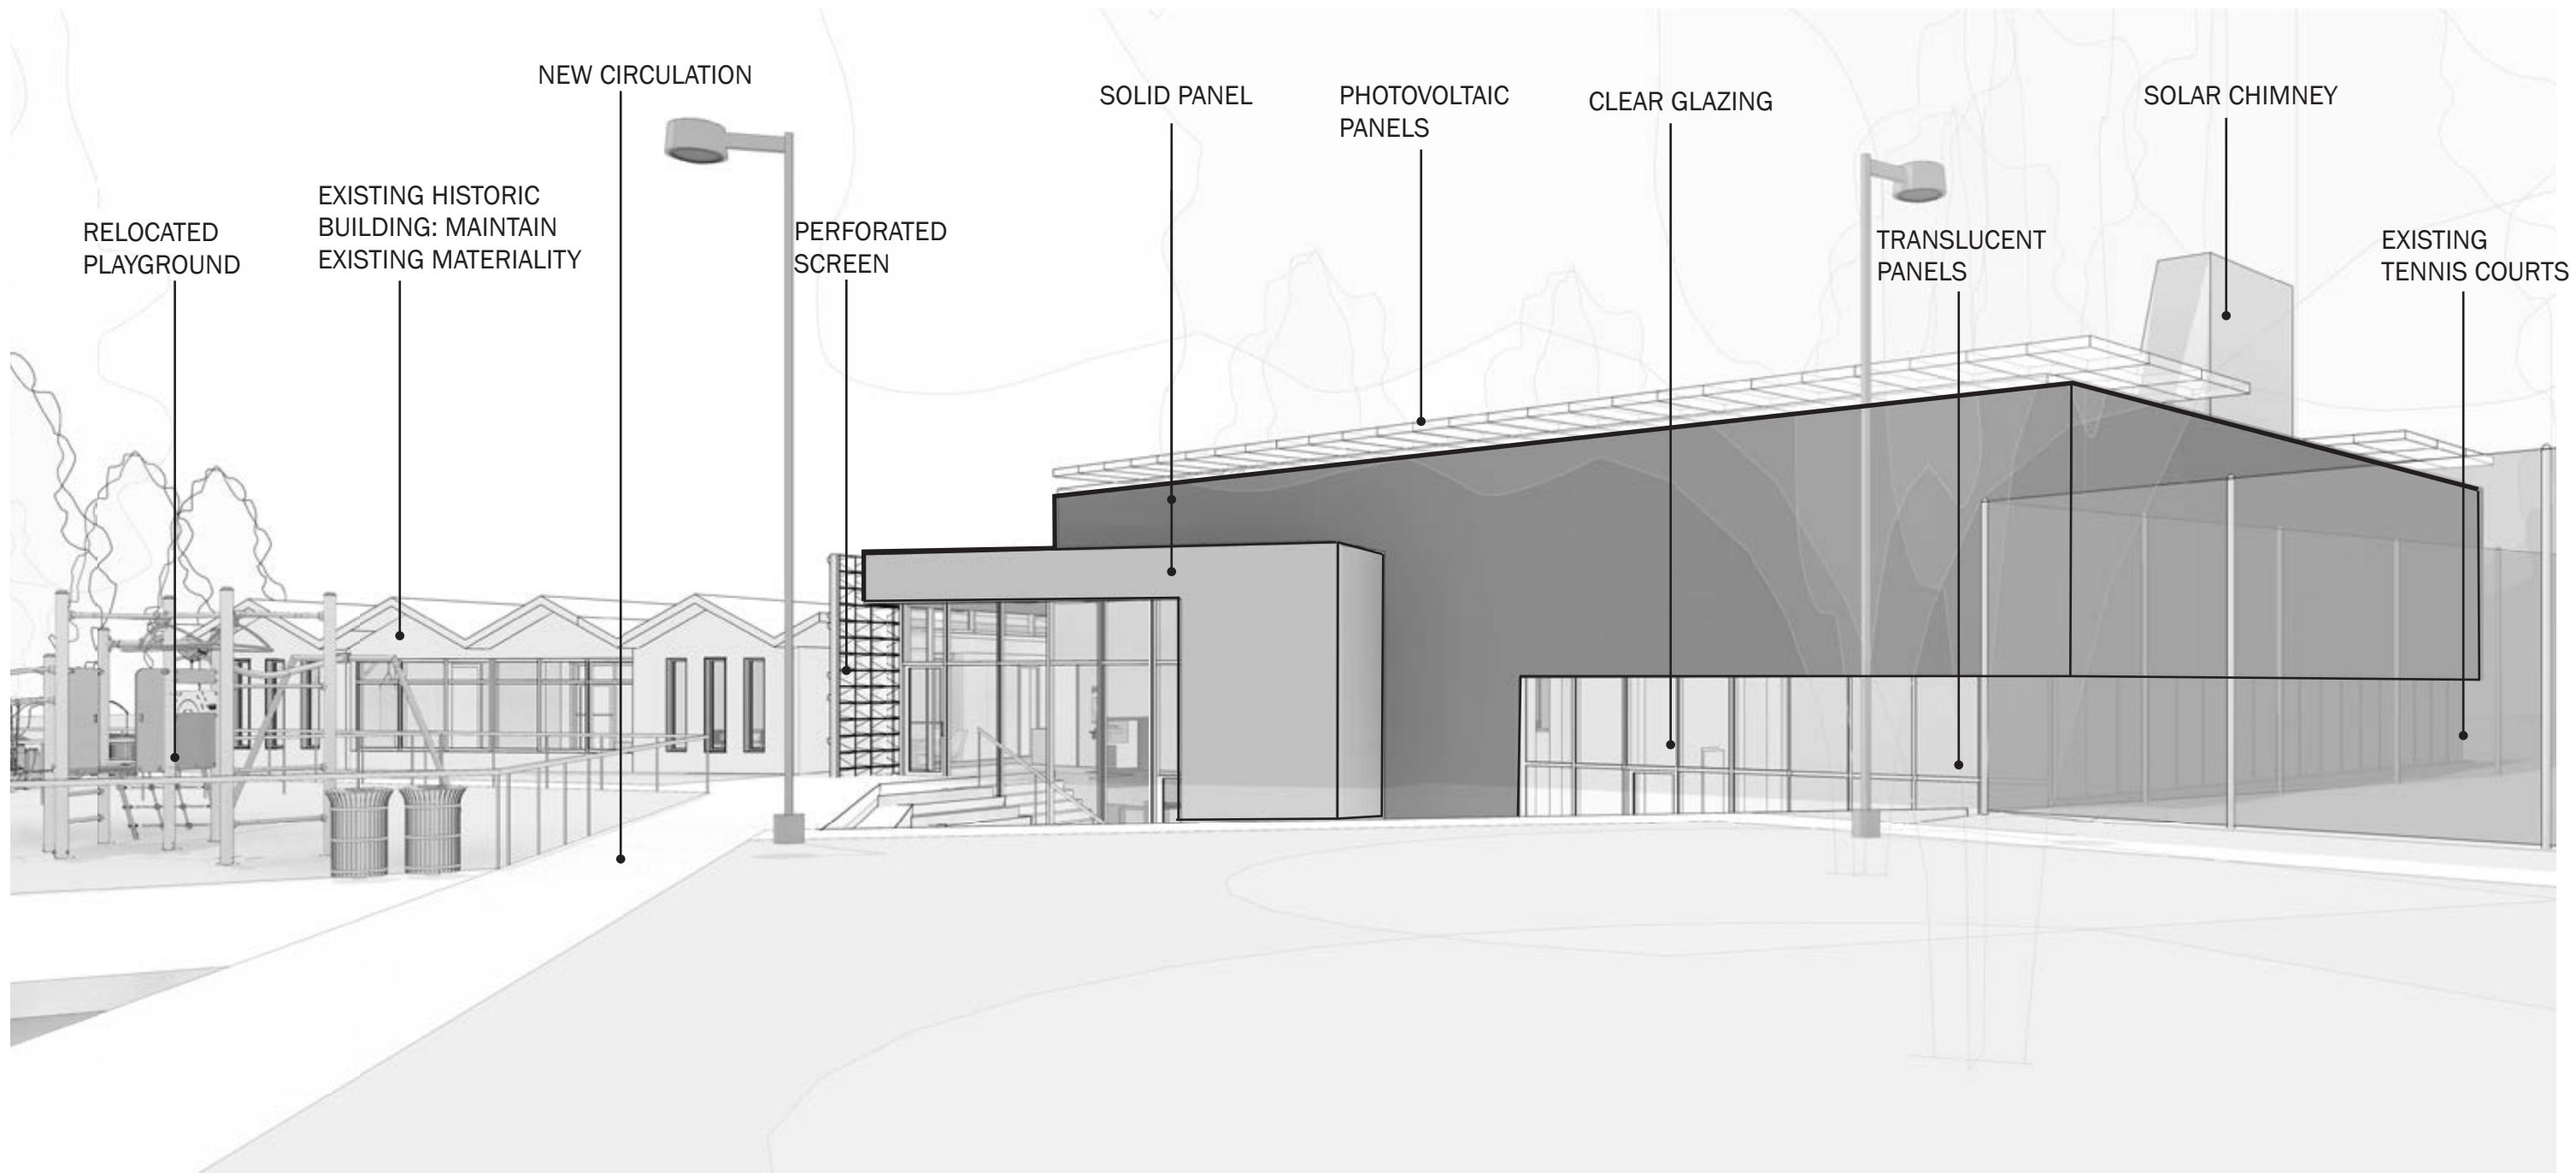 NEW CIRCULATION
SOLID PANEL
PHOTOVOLTAIC
PANELS
CLEAR GLAZING
SOLAR CHIMNEY
EXISTING HISTORIC
BUILDING: MAINTAIN
EXISTING MATERIALITY
RELOCATED
PLAYGROUND
PERFORATED
SCREEN
TRANSLUCENT
PANELS
EXISTING
TENNIS COURTS